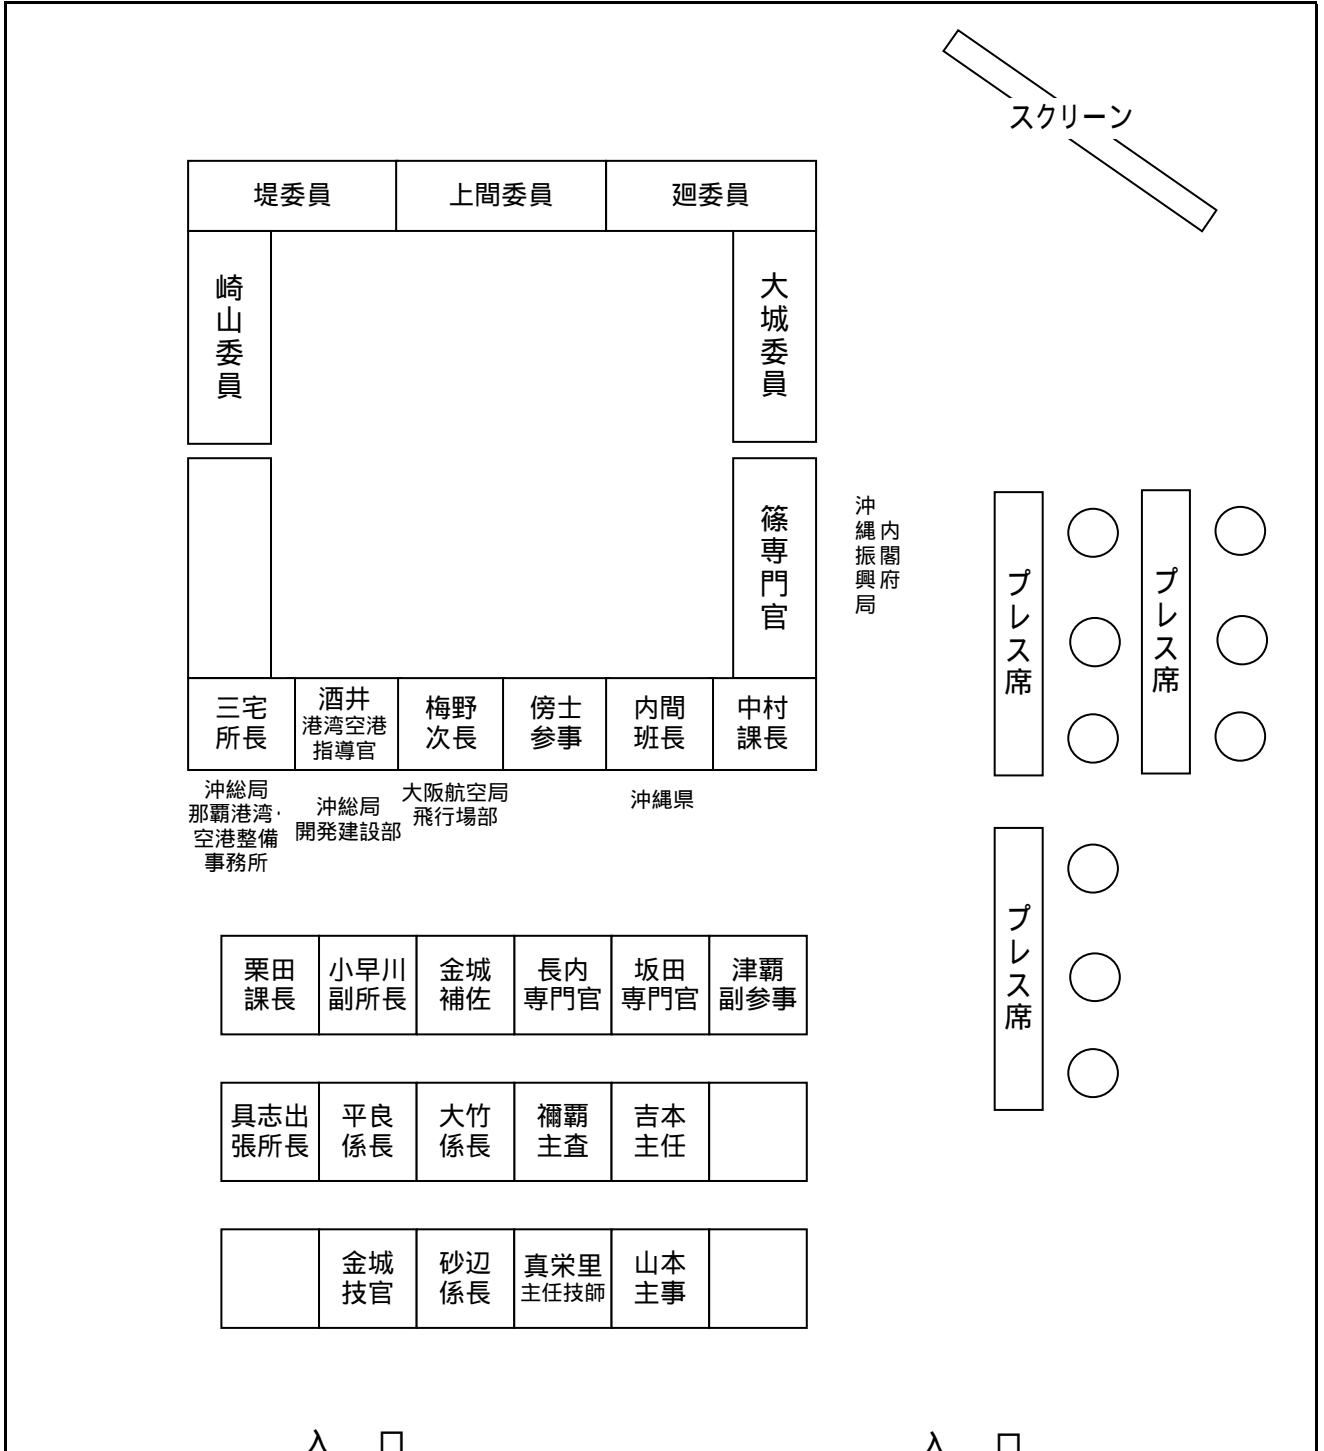 スクリーン
堤委員
上間委員
廻委員
崎山委員
大城委員
篠専門官
内閣府
沖縄振興局
プレス席
プレス席
三宅
所長
酒井
港湾空港
指導官
梅野
次長
傍士
参事
内間
班長
中村
課長
沖総局
那覇港湾・
空港整備
事務所
沖総局
開発建設部
大阪航空局
飛行場部
沖縄県
プレス席
栗田
課長
小早川
副所長
金城
補佐
長内
専門官
坂田
専門官
津覇
副参事
具志出
張所長
平良
係長
大竹
係長
禰覇
主査
吉本
主任
金城
技官
砂辺
係長
真栄里
主任技師
山本
主事
入 口
入 口